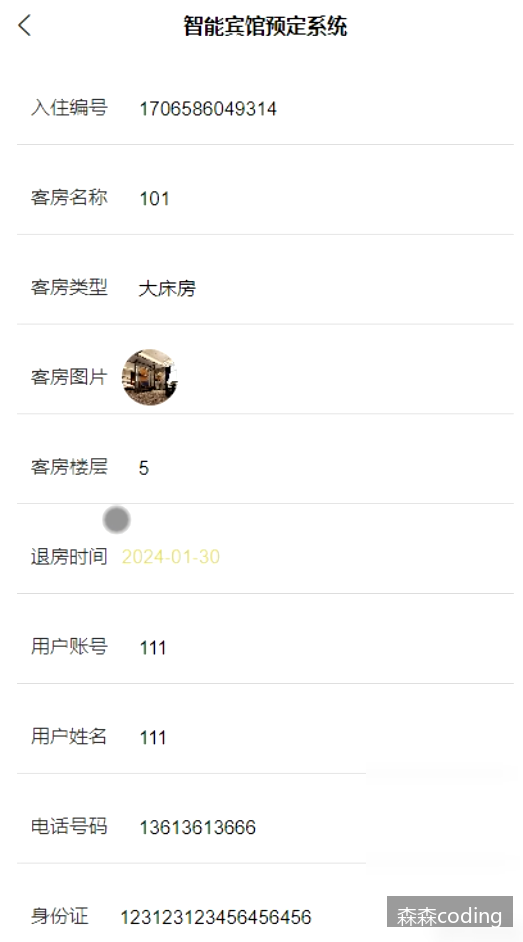 智能宾馆预定系统
入住编号 1706586049314
客房名称 101
客房类型 大床房
客房图片
客房楼层 5
退房时间 2024-01-30
用户账号 111
用户姓名 111
电话号码 13613613666
身份证 123123123456456456
森森coding